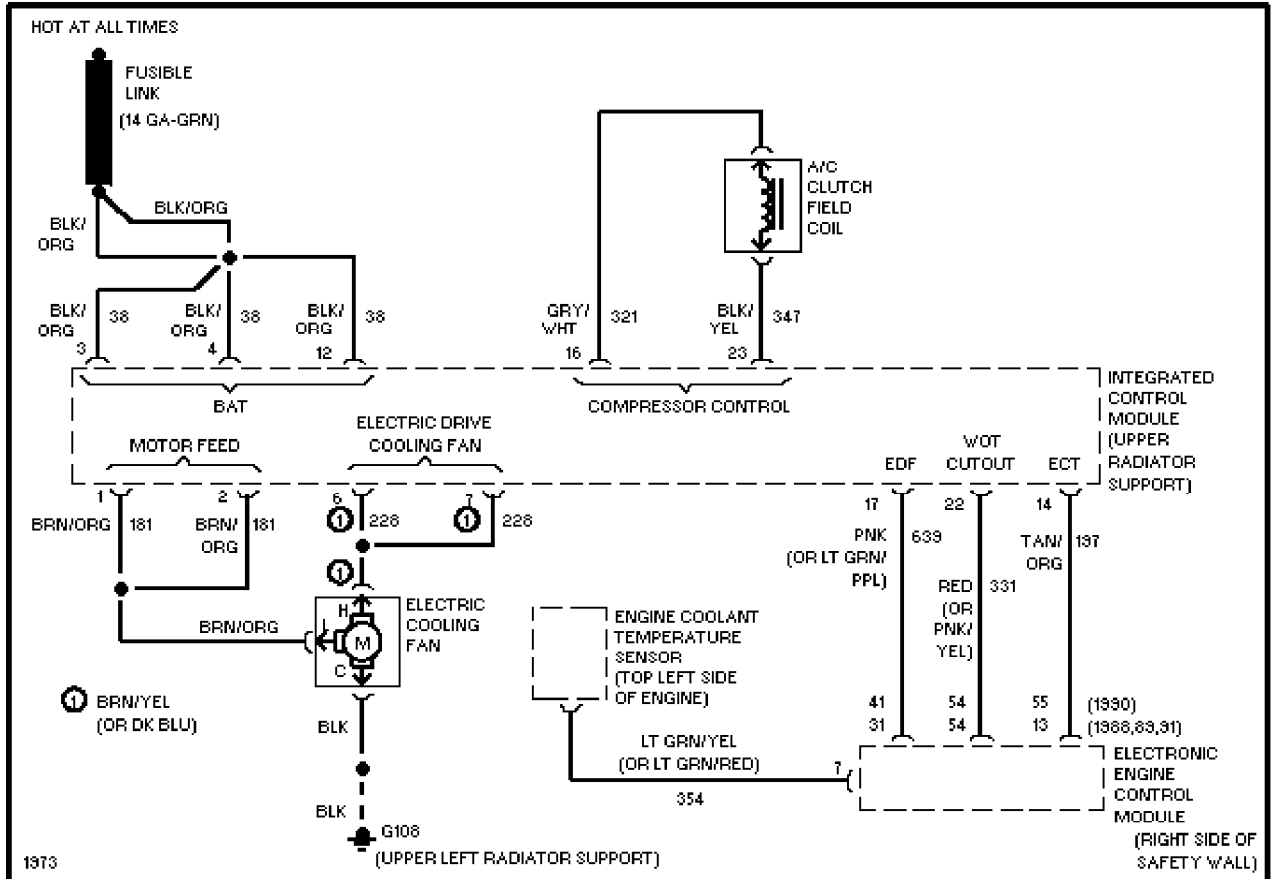 HOT AT ALL TIMES
FUSIBLE
LINK
(14 GA-GRN)
BLK/ORG
BLK/
ORG
BLK/
ORG
38
BLK/
ORG
38
BLK/
ORG
38
3
4
12
A/C
CLUTCH
FIELD
COIL
GRY/
WHT
321
BLK/
YEL
347
16
23
BAT
COMPRESSOR CONTROL
INTEGRATED
CONTROL
MODULE
(UPPER
RADIATOR
SUPPORT)
MOTOR FEED
ELECTRIC DRIVE
COOLING FAN
EDF
WOT
CUTOUT
ECT
1
2
6
7
17
22
14
BRN/ORG
181
BRN/
ORG
181
1
228
1
228
1
PNK
(OR LT GRN/
PPL)
639
RED
(OR
PNK/
YEL)
331
TAN/
ORG
197
BRN/ORG
H
M
C
ELECTRIC
COOLING
FAN
ENGINE COOLANT
TEMPERATURE
SENSOR
(TOP LEFT SIDE
OF ENGINE)
1 BRN/YEL
(OR DK BLU)
BLK
41 54 55 (1990)
31 54 13 (1988,89,91)
LT GRN/YEL
(OR LT GRN/RED)
354
7
ELECTRONIC
ENGINE
CONTROL
MODULE
(RIGHT SIDE OF
SAFETY WALL)
BLK
G108
(UPPER LEFT RADIATOR SUPPORT)
1973